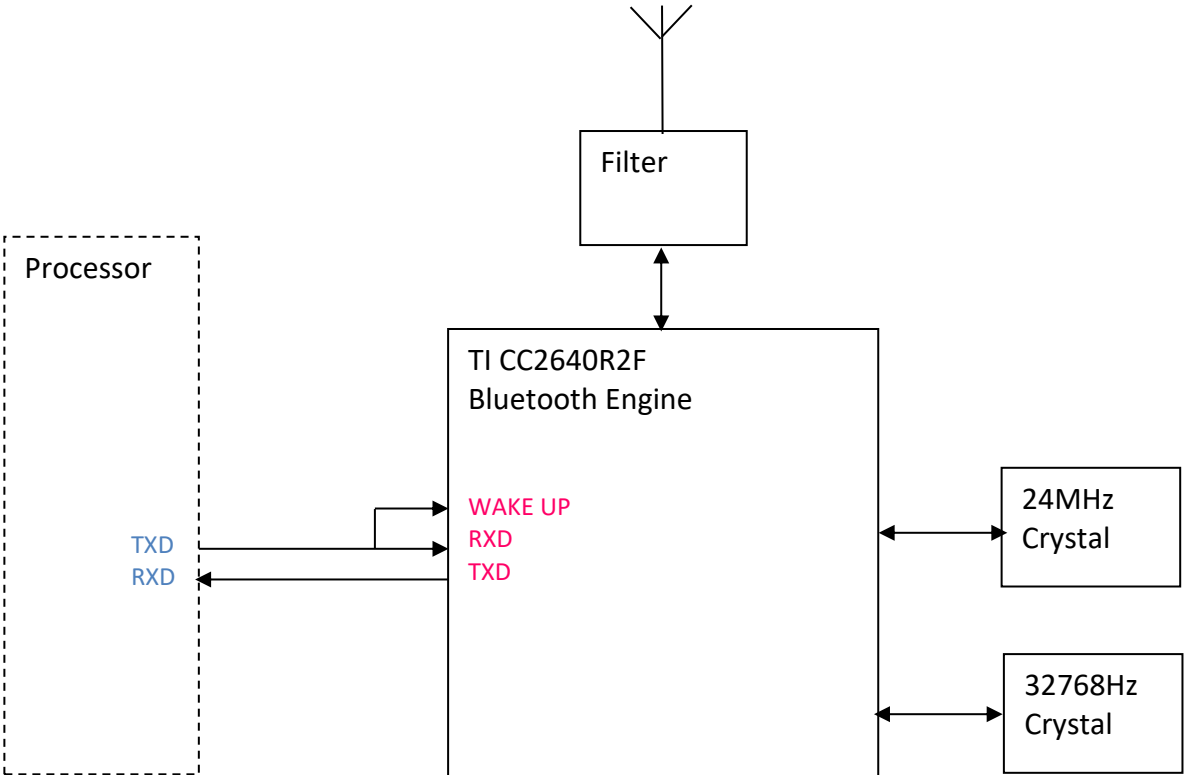 Filter
Processor
TI CC2640R2F
Bluetooth Engine
WAKE UP
TXD
RXD
RXD
TXD
24MHz
Crystal
32768Hz
Crystal